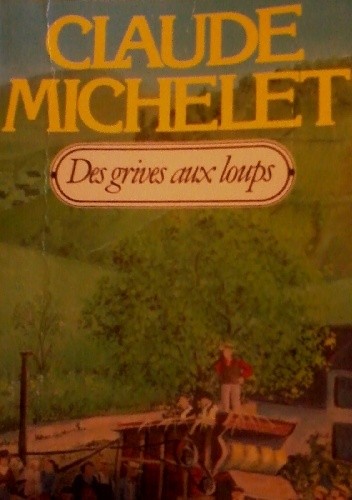 CLAUDE
MICHELET
Des grives aux loups